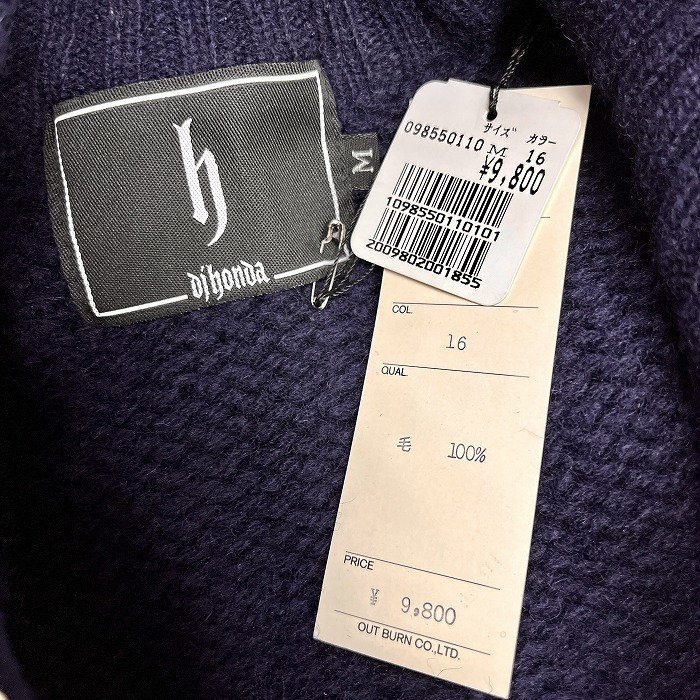 h
dj honda
M
サイズ カラー
098550110 M 16
¥9,800
1098550110101
2009802001855
COL.
16
QUAL.
毛 100%
PRICE
¥ 9,800
OUT BURN CO.,LTD.